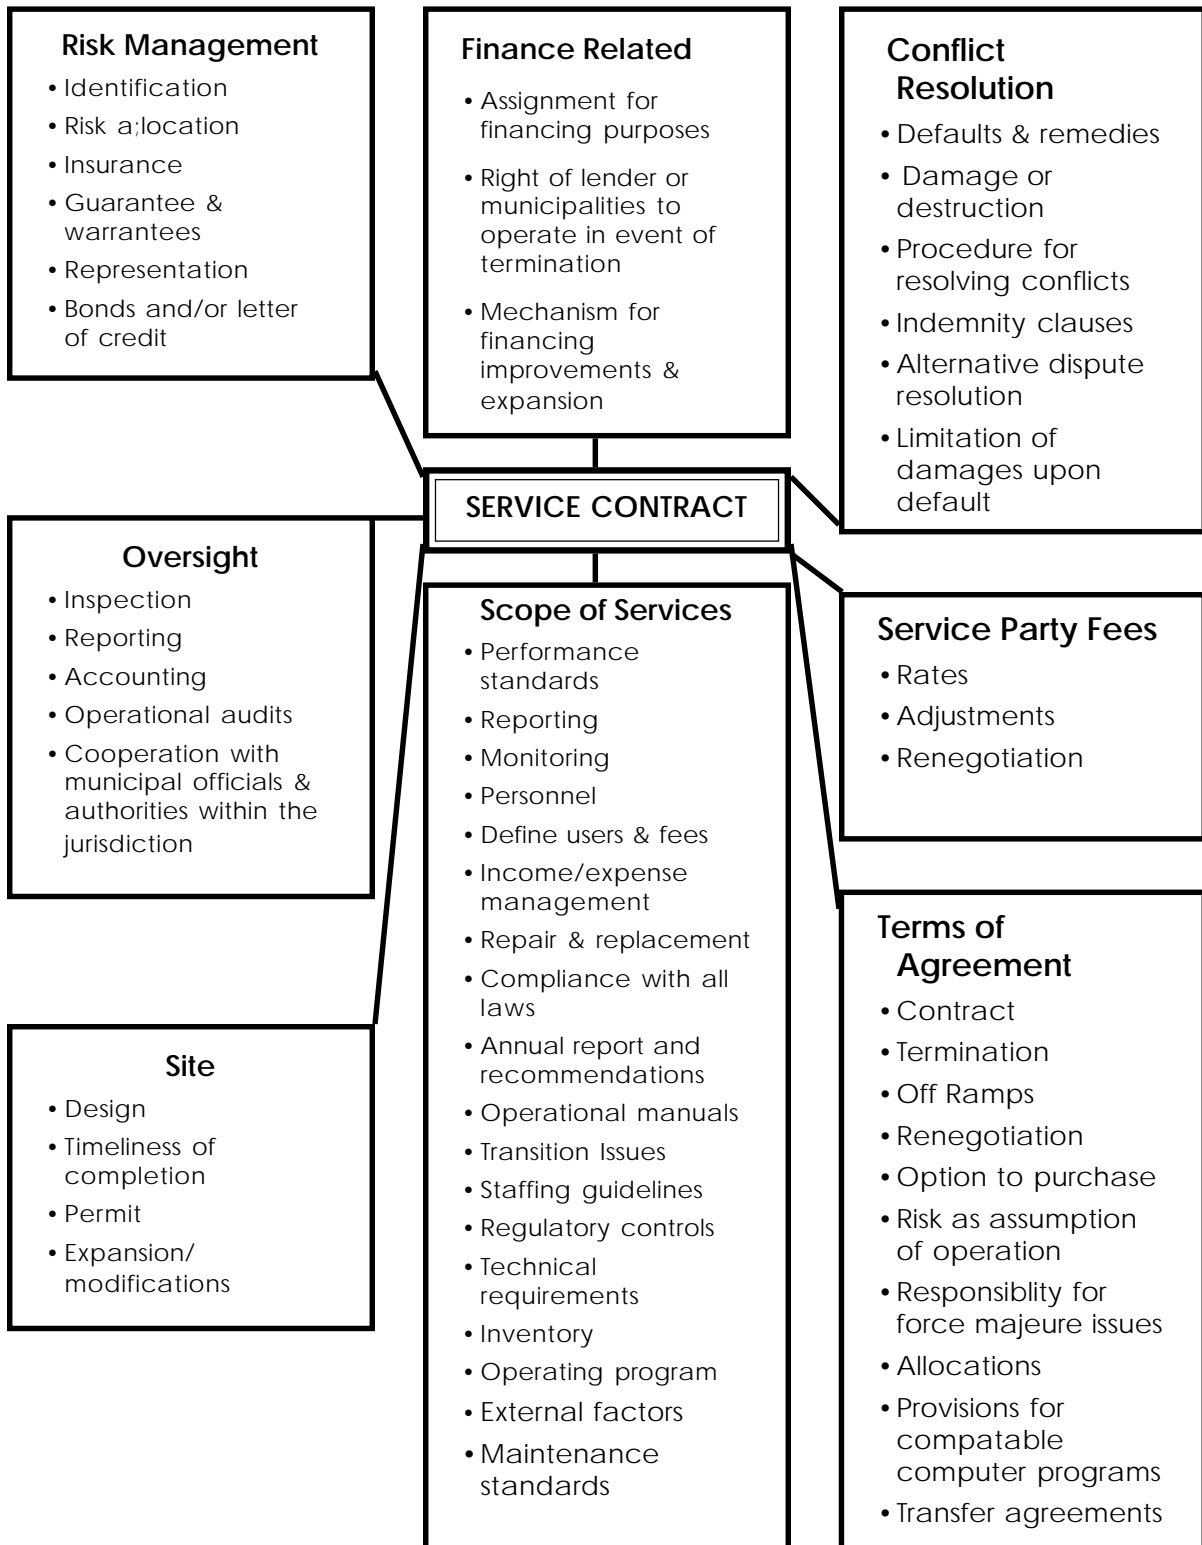 Risk Management
• Identification
• Risk a;location
• Insurance
• Guarantee &
warrantees
• Representation
• Bonds and/or letter
of credit
Finance Related
• Assignment for
financing purposes
• Right of lender or
municipalities to
operate in event of
termination
• Mechanism for
financing
improvements &
expansion
Conflict
Resolution
• Defaults & remedies
• Damage or
destruction
• Procedure for
resolving conflicts
• Indemnity clauses
• Alternative dispute
resolution
• Limitation of
damages upon
default
SERVICE CONTRACT
Oversight
• Inspection
• Reporting
• Accounting
• Operational audits
• Cooperation with
municipal officials &
authorities within the
jurisdiction
Scope of Services
• Performance
standards
• Reporting
• Monitoring
• Personnel
• Define users & fees
• Income/expense
management
• Repair & replacement
• Compliance with all
laws
• Annual report and
recommendations
• Operational manuals
• Transition Issues
• Staffing guidelines
• Regulatory controls
• Technical
requirements
• Inventory
• Operating program
• External factors
• Maintenance
standards
Service Party Fees
• Rates
• Adjustments
• Renegotiation
Site
• Design
• Timeliness of
completion
• Permit
• Expansion/
modifications
Terms of
Agreement
• Contract
• Termination
• Off Ramps
• Renegotiation
• Option to purchase
• Risk as assumption
of operation
• Responsiblity for
force majeure issues
• Allocations
• Provisions for
compatable
computer programs
• Transfer agreements